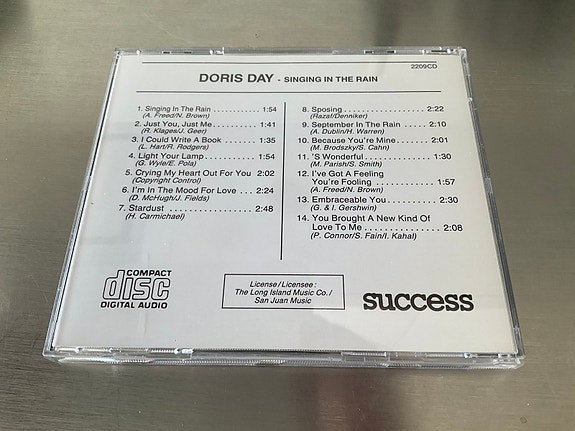 2209CD
DORIS DAY - SINGING IN THE RAIN
1. Singing In The Rain ........... 1:54
(A. Freed/N. Brown)
2. Just You, Just Me ............ 1:41
(R. Klages/J. Geer)
3. I Could Write A Book ......... 1:35
(L. Hart/R. Rodgers)
4. Light Your Lamp .............. 1:54
(G. Wyle/E. Pola)
5. Crying My Heart Out For You 2:02
(Copyright Control)
6. I'm In The Mood For Love ... 2:24
(D. McHugh/J. Fields)
7. Stardust .................... 2:48
(H. Carmichael)
8. Sposing ..................... 2:22
(Razal/Denniker)
9. September In The Rain ...... 2:10
(A. Dublin/H. Warren)
10. Because You're Mine ........ 2:01
(M. Brodszky/S. Cahn)
11. 'S Wonderful ................ 1:30
(M. Parish/S. Smith)
12. I've Got A Feeling
You're Fooling .............. 1:57
(A. Freed/N. Brown)
13. Embraceable You ........... 2:30
(G. & I. Gershwin)
14. You Brought A New Kind Of
Love To Me .................. 2:08
(P. Connor/S. Fain/I. Kahal)
COMPACT
disc
DIGITAL AUDIO
License / Licensee :
The Long Island Music Co. /
San Juan Music
success